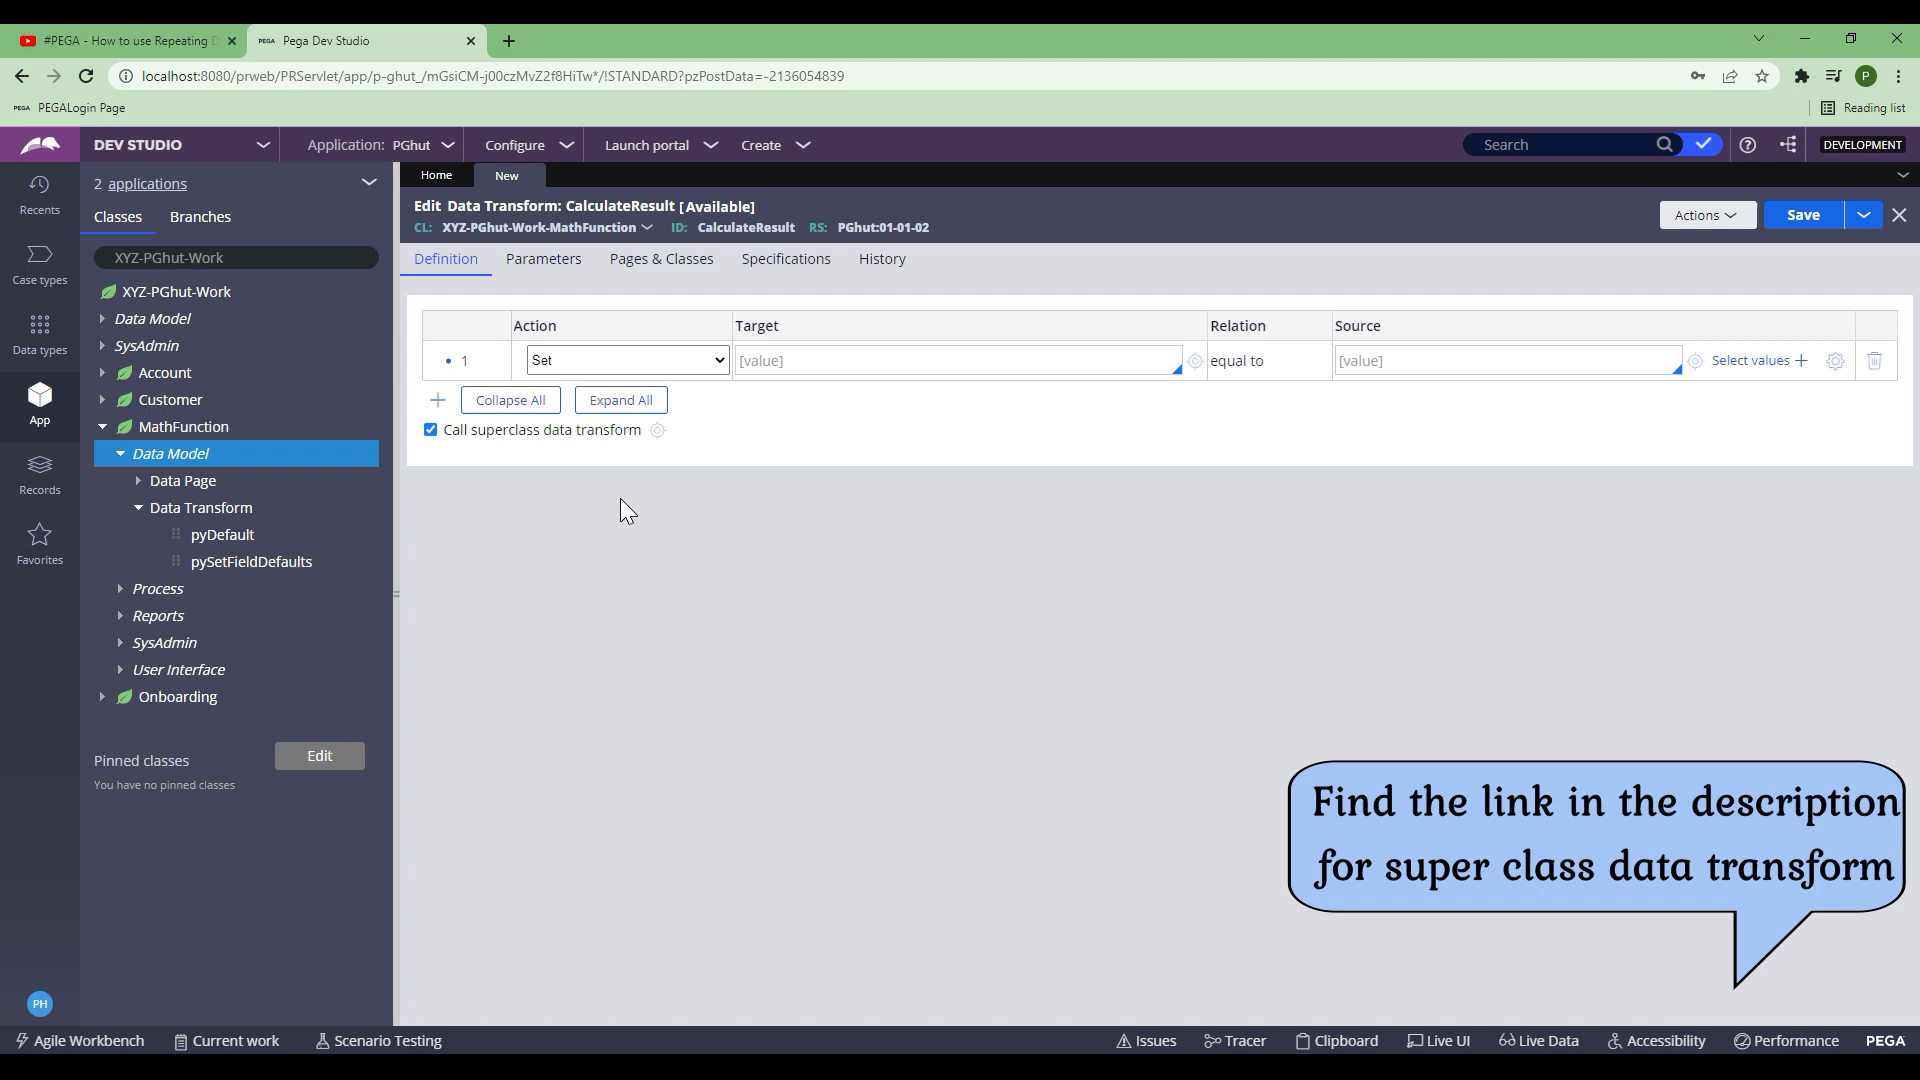 #PEGA - How to use Repeating D
PEGA Pega Dev Studio
localhost:8080/prweb/PRServlet/app/p-ghut_/mGsiCM-j00czMvZ2f8HiTw*/!STANDARD?pzPostData=-2136054839
P
PEGA PEGALogin Page
Reading list
DEV STUDIO
Application: PGhut
Configure
Launch portal
Create
Search
DEVELOPMENT
Recents
Case types
Data types
App
Records
Favorites
PH
2 applications
Classes
Branches
XYZ-PGhut-Work
XYZ-PGhut-Work
Data Model
SysAdmin
Account
Customer
MathFunction
Data Model
Data Page
Data Transform
pyDefault
pySetFieldDefaults
Process
Reports
SysAdmin
User Interface
Onboarding
Pinned classes
Edit
You have no pinned classes
Home
New
Edit Data Transform: CalculateResult [Available]
CL: XYZ-PGhut-Work-MathFunction ID: CalculateResult RS: PGhut:01-01-02
Actions
Save
Definition
Parameters
Pages & Classes
Specifications
History
Action
Target
Relation
Source
1
Set
[value]
equal to
[value]
Select values
Collapse All
Expand All
Call superclass data transform
Find the link in the description
for super class data transform
Agile Workbench
Current work
Scenario Testing
Issues
Tracer
Clipboard
Live UI
Live Data
Accessibility
Performance
PEGA